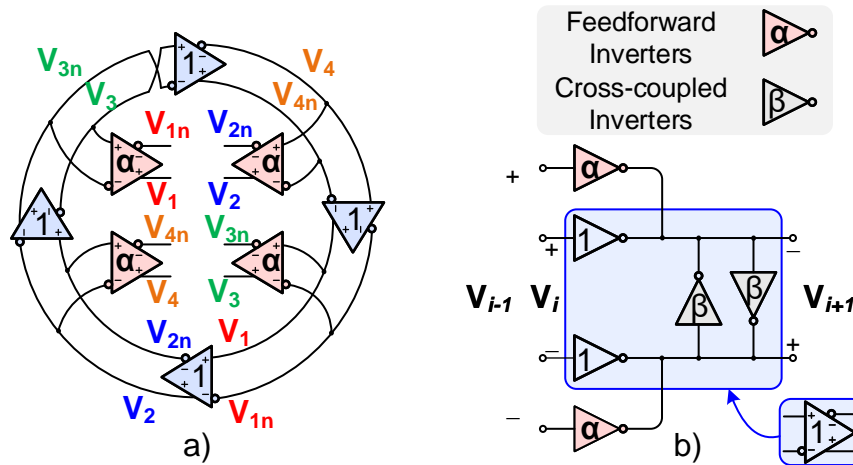 V3n
V3
1
V4
V4n
V1n
V2n
α
α
V1
V2
1
1
V4n
V3n
α
α
V4
V3
V2n
V1
1
V2
V1n
a)
Feedforward
Inverters
α
Cross-coupled
Inverters
β
+
α
+
1
−
Vi-1
Vi
β
β
Vi+1
−
1
+
−
α
1
b)